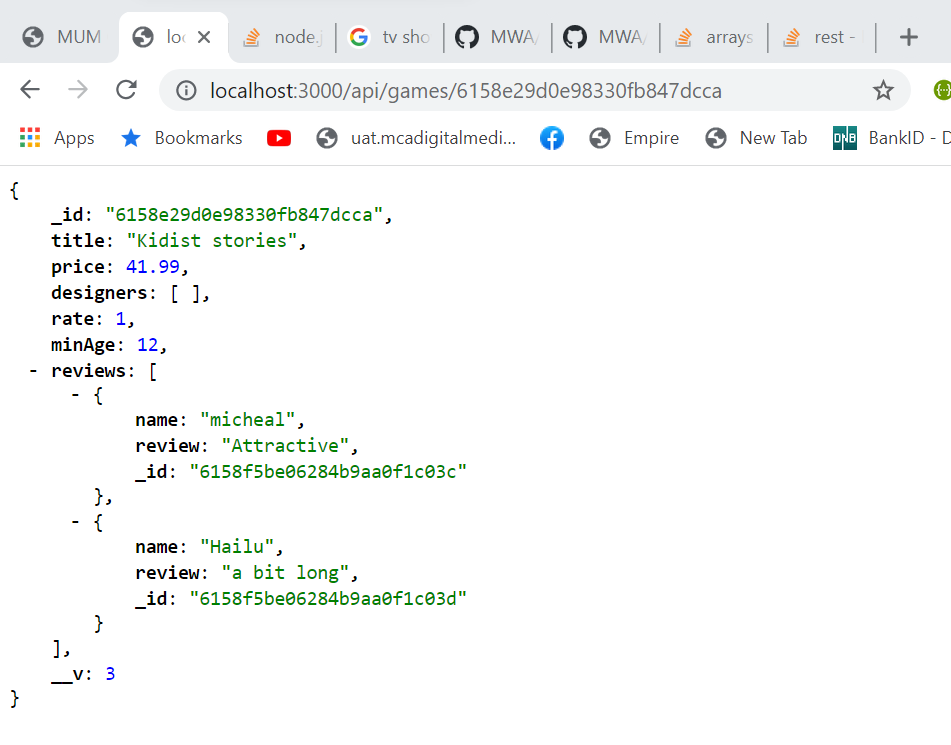 MUM
loc
node.j
tv sho
MWA/
MWA/
arrays
rest -
localhost:3000/api/games/6158e29d0e98330fb847dcca
Apps
Bookmarks
uat.mcadigitalmedi...
Empire
New Tab
DNB
BankID - D
{
_id: "6158e29d0e98330fb847dcca",
title: "Kidist stories",
price: 41.99,
designers: [ ],
rate: 1,
minAge: 12,
- reviews: [
- {
name: "micheal",
review: "Attractive",
_id: "6158f5be06284b9aa0f1c03c"
},
- {
name: "Hailu",
review: "a bit long",
_id: "6158f5be06284b9aa0f1c03d"
}
],
__v: 3
}